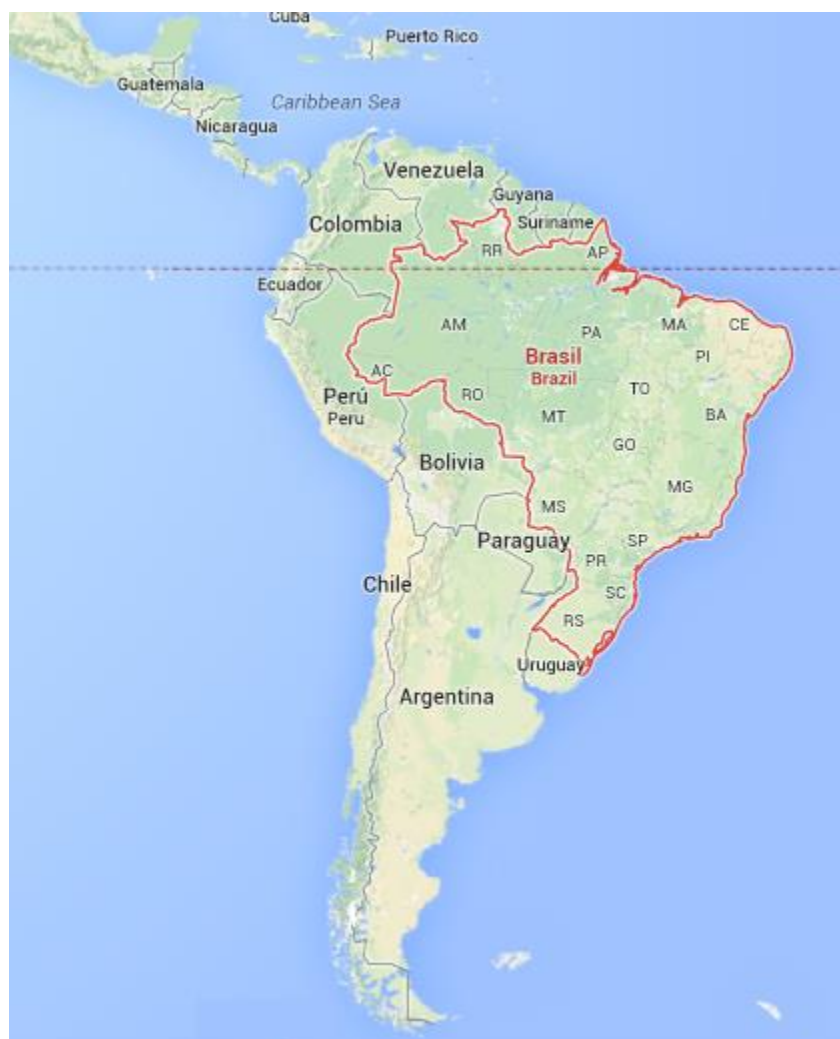 Cuba
Puerto Rico
Guatemala
Caribbean Sea
Nicaragua
Venezuela
Guyana
Colombia
Suriname
RR
AP
Ecuador
AM
PA
MA
CE
Brasil
Brazil
PI
AC
Perú
Peru
RO
TO
MT
BA
GO
Bolivia
MG
MS
Paraguay
SP
PR
Chile
SC
RS
Uruguay
Argentina